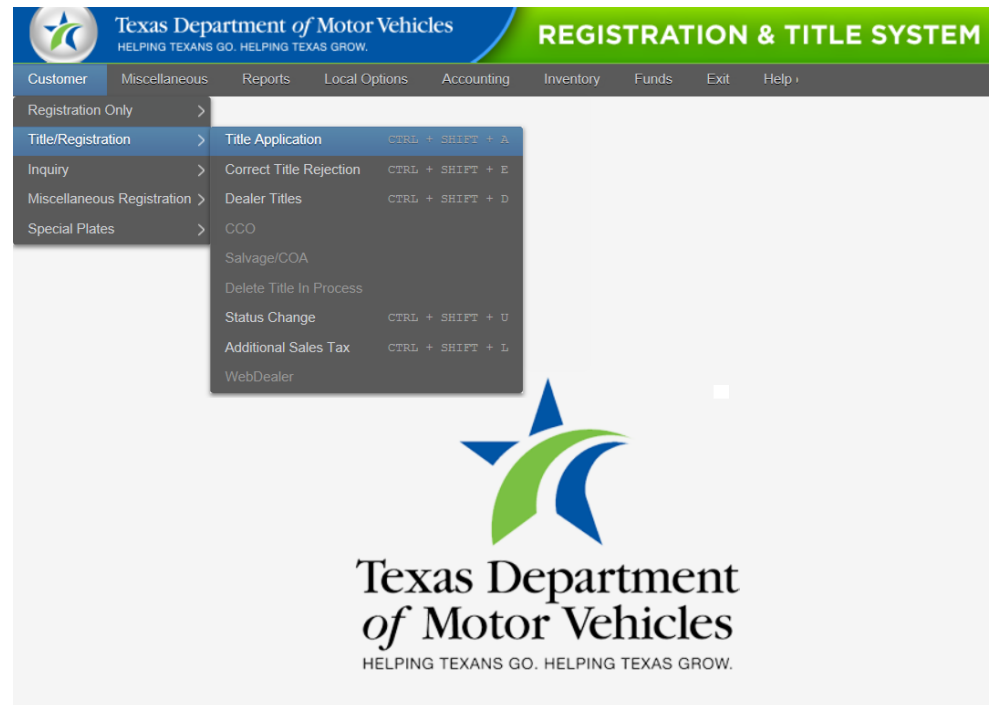 Texas Department of Motor Vehicles
HELPING TEXANS GO. HELPING TEXAS GROW.
REGISTRATION & TITLE SYSTEM
Customer Miscellaneous Reports Local Options Accounting Inventory Funds Exit Help
Registration Only >
Title/Registration >
Inquiry >
Miscellaneous Registration >
Special Plates >
Title Application CTRL + SHIFT + A
Correct Title Rejection CTRL + SHIFT + E
Dealer Titles CTRL + SHIFT + D
CCO
Salvage/COA
Delete Title In Process
Status Change CTRL + SHIFT + U
Additional Sales Tax CTRL + SHIFT + L
WebDealer
Texas Department
of Motor Vehicles
HELPING TEXANS GO. HELPING TEXAS GROW.